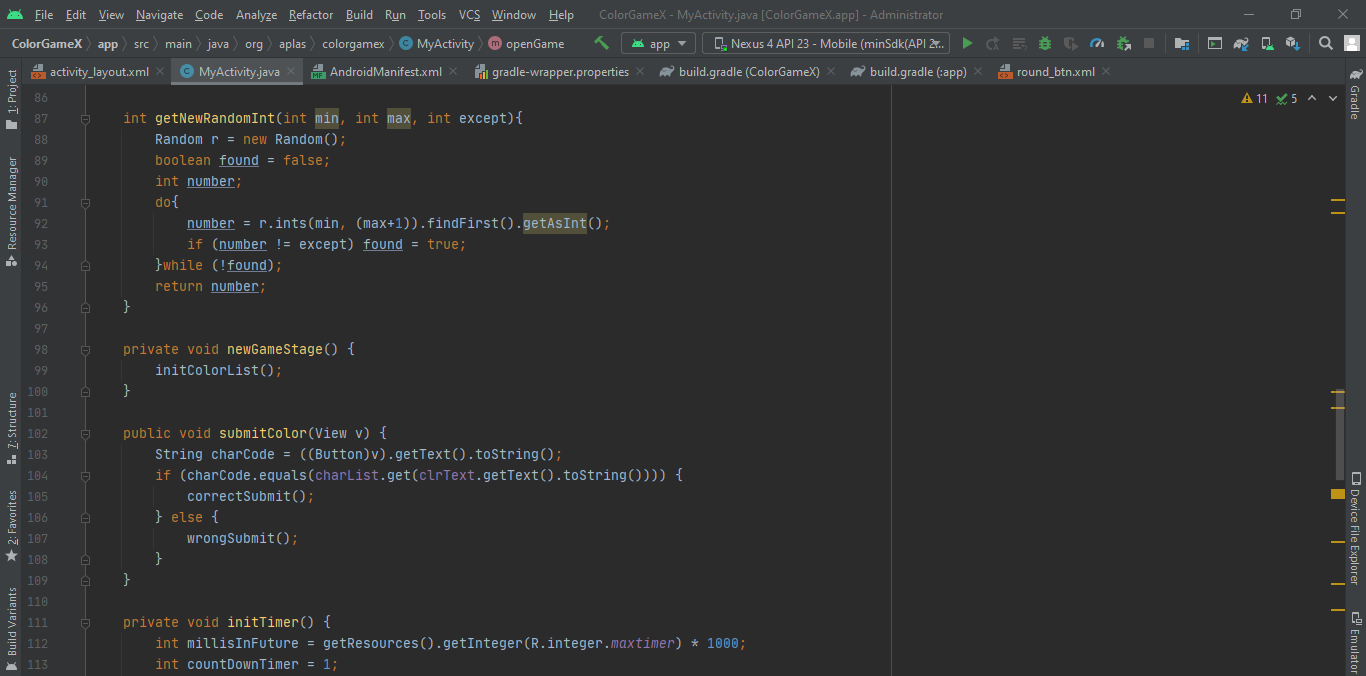 File Edit View Navigate Code Analyze Refactor Build Run Tools VCS Window Help ColorGameX - MyActivity.java [ColorGameX.app] - Administrator
ColorGameX app src main java org aplas colorgamex MyActivity openGame app Nexus 4 API 23 - Mobile (minSdk(API 2..
activity_layout.xml MyActivity.java AndroidManifest.xml gradle-wrapper.properties build.gradle (ColorGameX) build.gradle (:app) round_btn.xml
1: Project
Resource Manager
7: Structure
2: Favorites
Build Variants
11 5
86
87 int getNewRandomInt(int min, int max, int except){
88 Random r = new Random();
89 boolean found = false;
90 int number;
91 do{
92 number = r.ints(min, (max+1)).findFirst().getAsInt();
93 if (number != except) found = true;
94 }while (!found);
95 return number;
96 }
97
98 private void newGameStage() {
99 initColorList();
100 }
101
102 public void submitColor(View v) {
103 String charCode = ((Button)v).getText().toString();
104 if (charCode.equals(charList.get(clrText.getText().toString()))) {
105 correctSubmit();
106 } else {
107 wrongSubmit();
108 }
109 }
110
111 private void initTimer() {
112 int millisInFuture = getResources().getInteger(R.integer.maxtimer) * 1000;
113 int countDownTimer = 1;
Gradle
Device File Explorer
Emulator